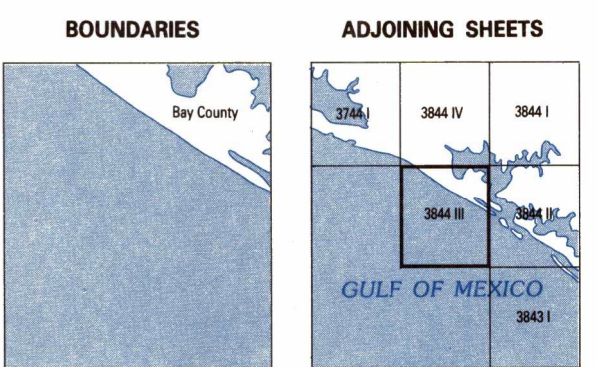 BOUNDARIES
Bay County
ADJOINING SHEETS
3744 I
3844 IV
3844 I
3844 III
3844 II
GULF OF MEXICO
3843 I